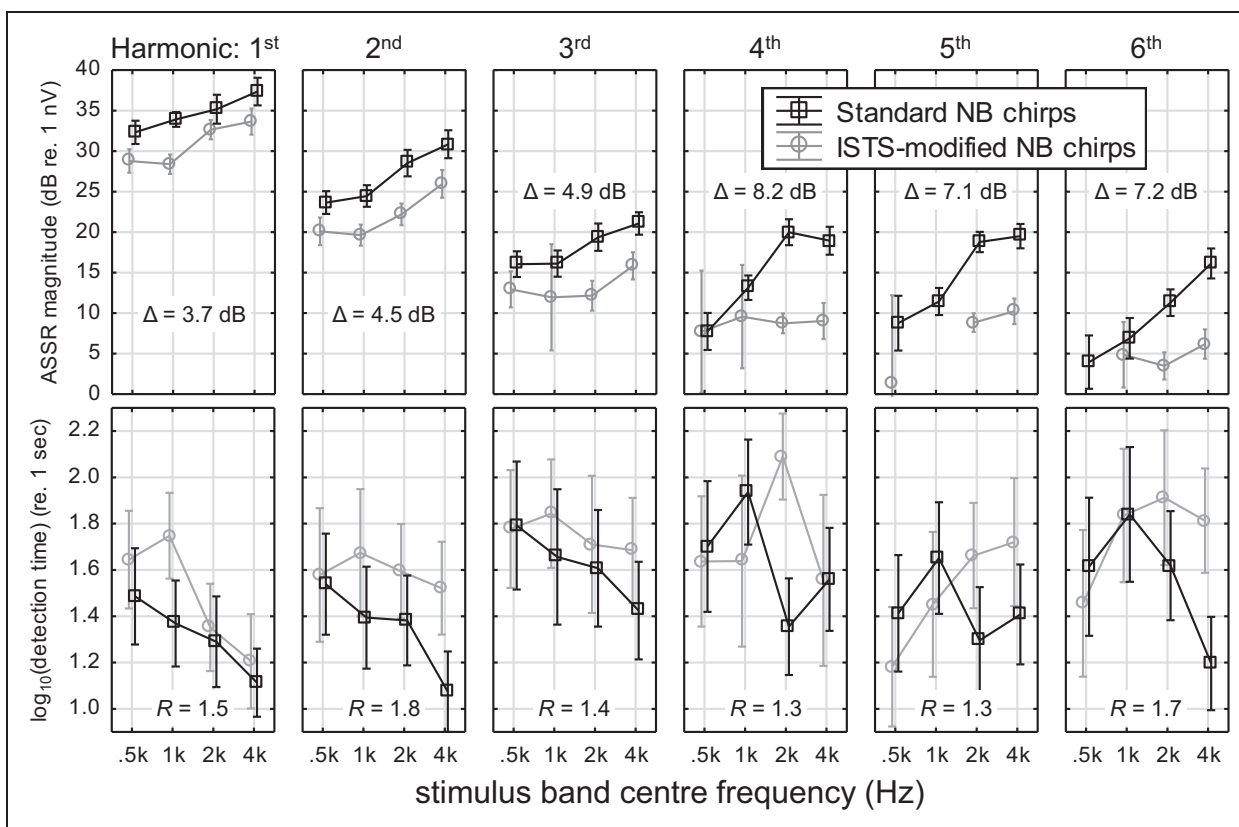 Harmonic: 1st 2nd 3rd 4th 5th 6th
Standard NB chirps
ISTS-modified NB chirps
ASSR magnitude (dB re. 1 nV)
40
35
30
25
20
15
10
5
0
Δ = 3.7 dB
Δ = 4.5 dB
Δ = 4.9 dB
Δ = 8.2 dB
Δ = 7.1 dB
Δ = 7.2 dB
log10(detection time) (re. 1 sec)
2.2
2.0
1.8
1.6
1.4
1.2
1.0
R = 1.5
R = 1.8
R = 1.4
R = 1.3
R = 1.3
R = 1.7
.5k 1k 2k 4k
.5k 1k 2k 4k
.5k 1k 2k 4k
.5k 1k 2k 4k
.5k 1k 2k 4k
.5k 1k 2k 4k
stimulus band centre frequency (Hz)